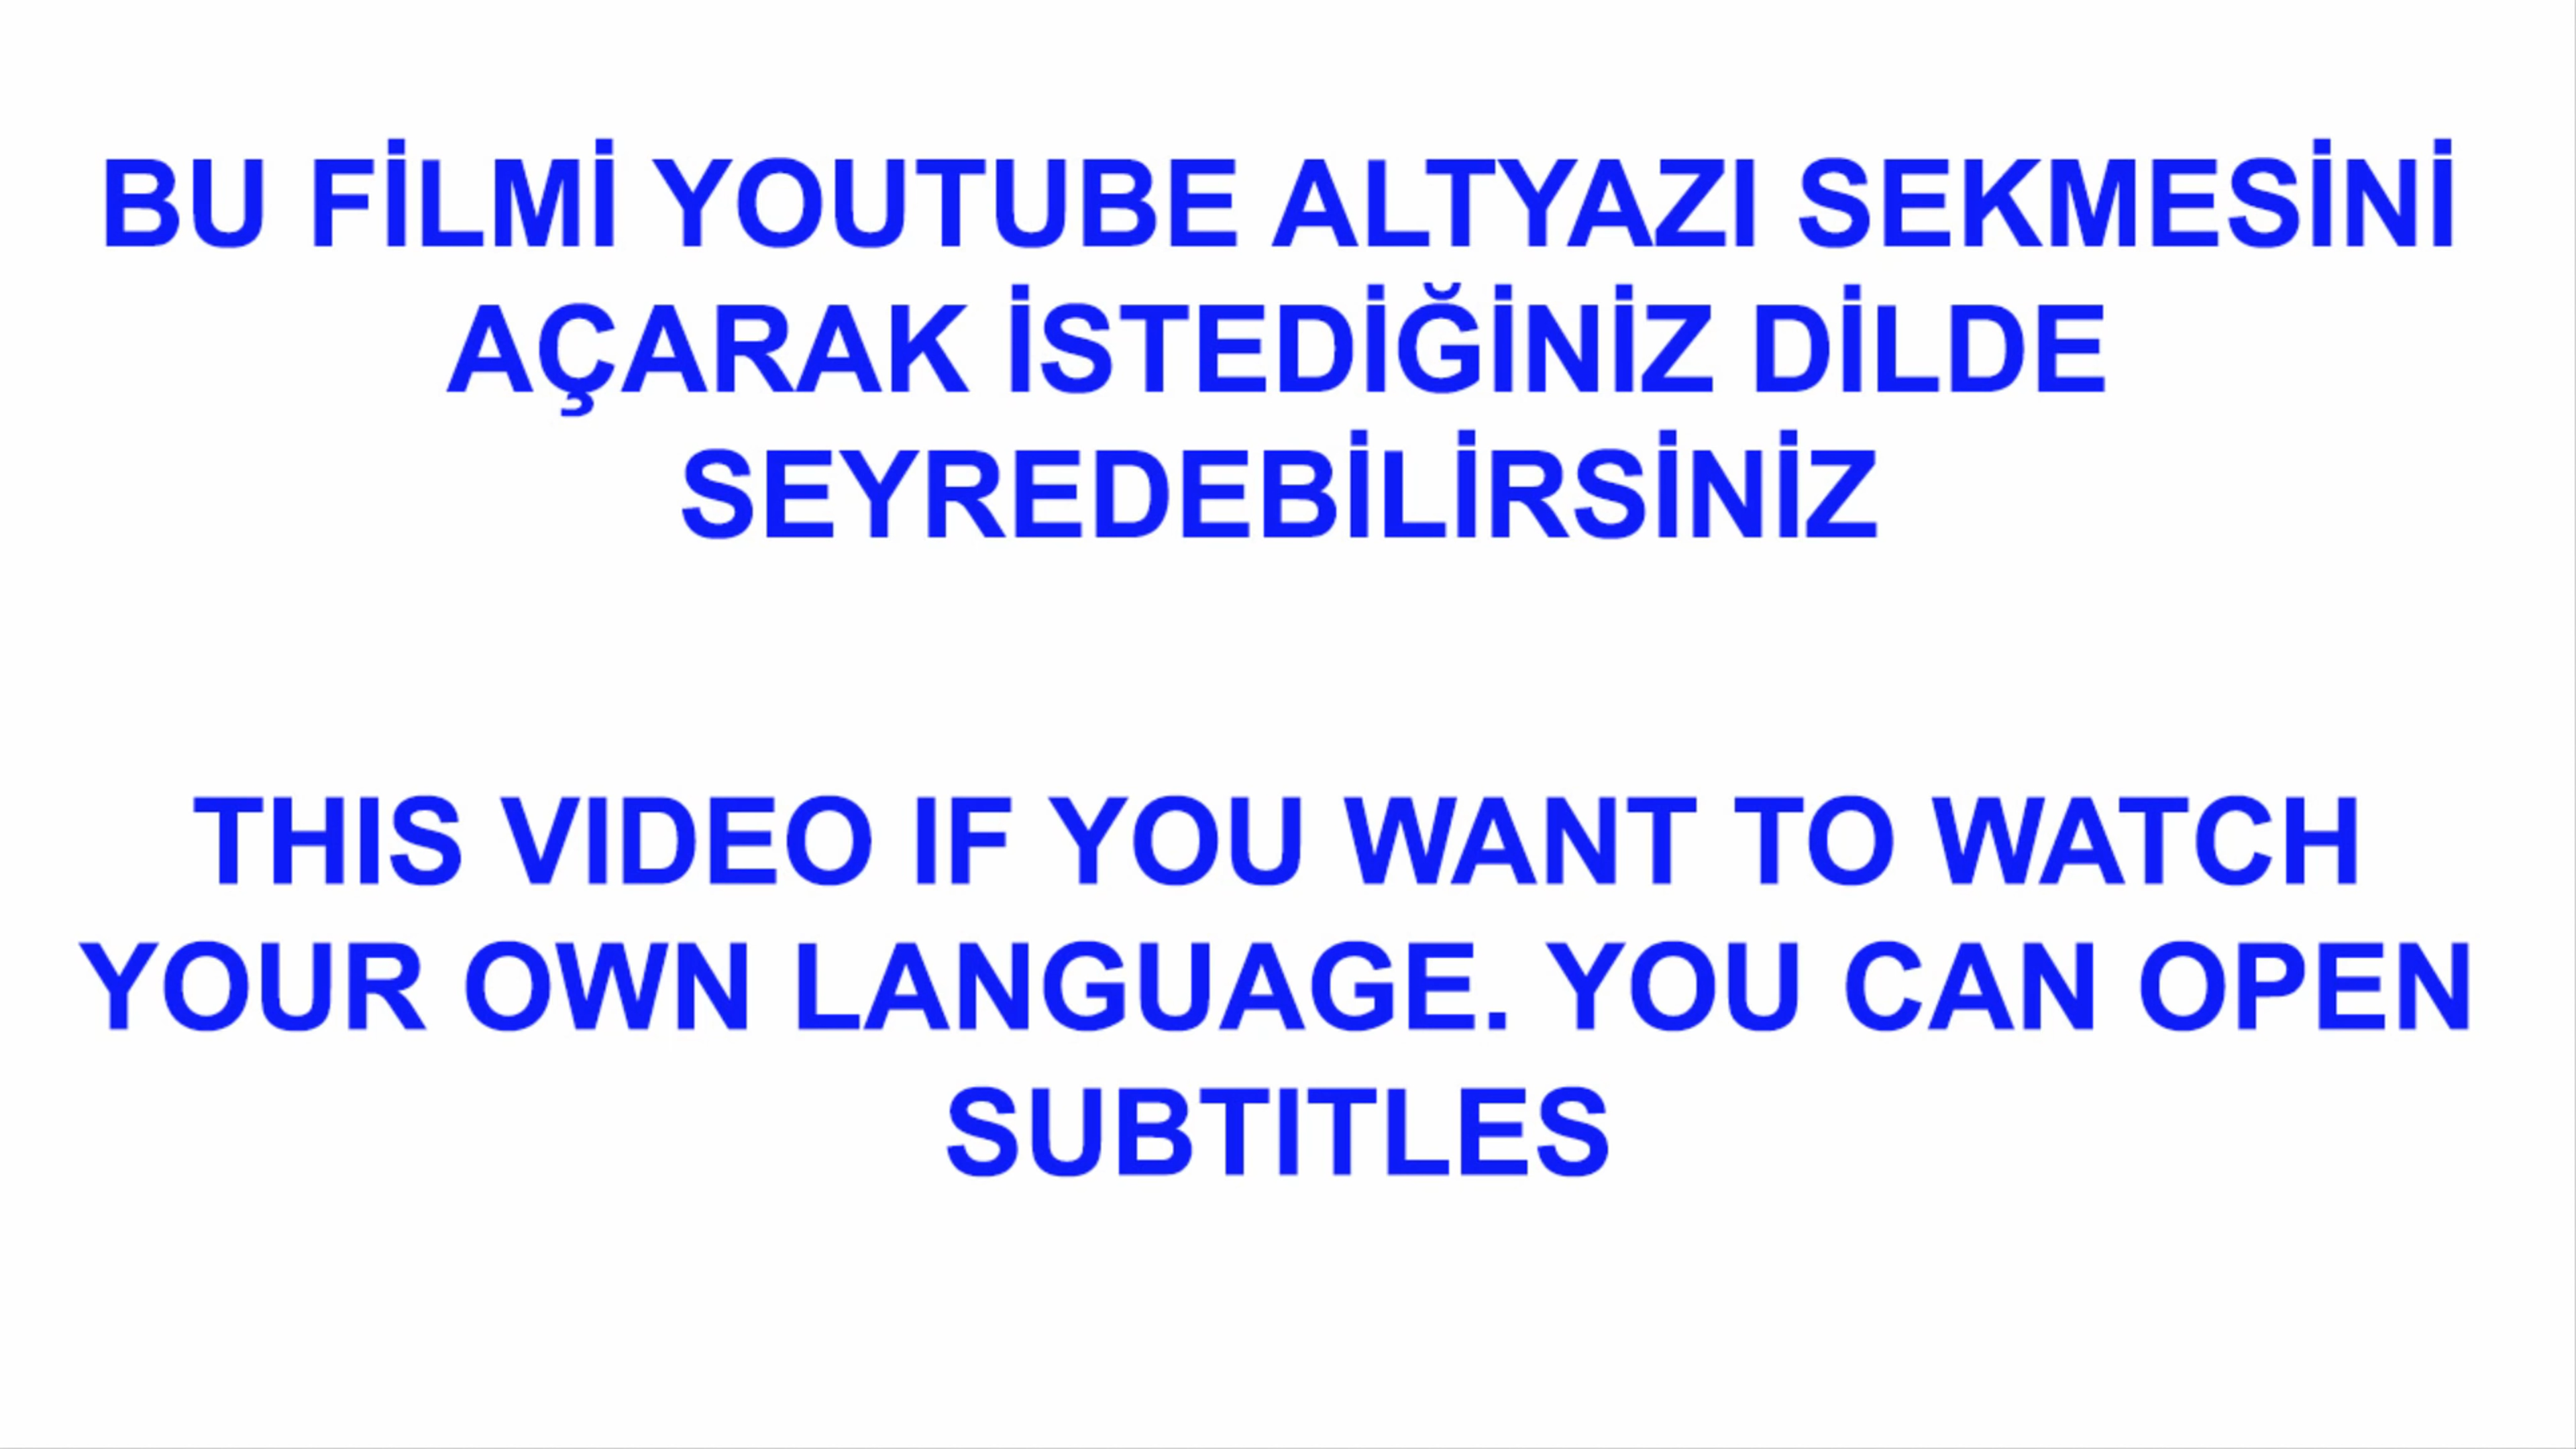 BU FİLMİ YOUTUBE ALTYAZI SEKMESİNİ
AÇARAK İSTEDİĞİNİZ DİLDE
SEYREDEBİLİRSİNİZ
THIS VIDEO IF YOU WANT TO WATCH
YOUR OWN LANGUAGE. YOU CAN OPEN
SUBTITLES